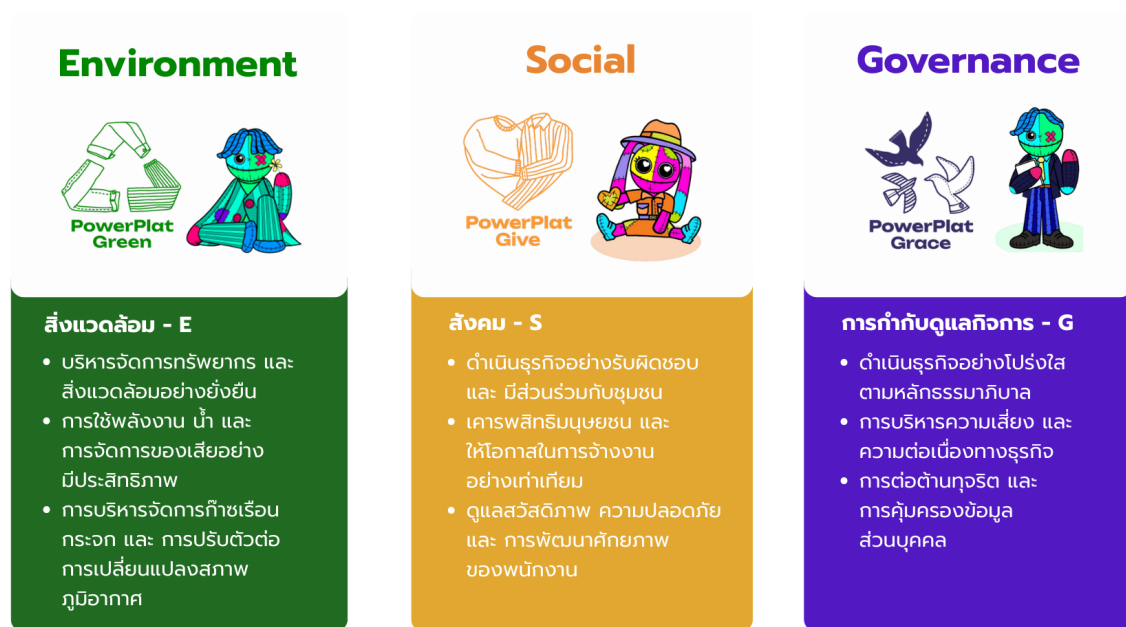 Environment
PowerPlat
Green
สิ่งแวดล้อม - E
• บริหารจัดการทรัพยากร และ
สิ่งแวดล้อมอย่างยั่งยืน
• การใช้พลังงาน น้ำ และ
การจัดการของเสียอย่าง
มีประสิทธิภาพ
• การบริหารจัดการก๊าซเรือน
กระจก และ การปรับตัวต่อ
การเปลี่ยนแปลงสภาพ
ภูมิอากาศ
Social
PowerPlat
Give
สังคม - S
• ดำเนินธุรกิจอย่างรับผิดชอบ
และ มีส่วนร่วมกับชุมชน
• เคารพสิทธิมนุษยชน และ
ให้โอกาสในการจ้างงาน
อย่างเท่าเทียม
• ดูแลสวัสดิภาพ ความปลอดภัย
และ การพัฒนาศักยภาพ
ของพนักงาน
Governance
PowerPlat
Grace
การกำกับดูแลกิจการ - G
• ดำเนินธุรกิจอย่างโปร่งใส
ตามหลักธรรมาภิบาล
• การบริหารความเสี่ยง และ
ความต่อเนื่องทางธุรกิจ
• การต่อต้านทุจริต และ
การคุ้มครองข้อมูล
ส่วนบุคคล